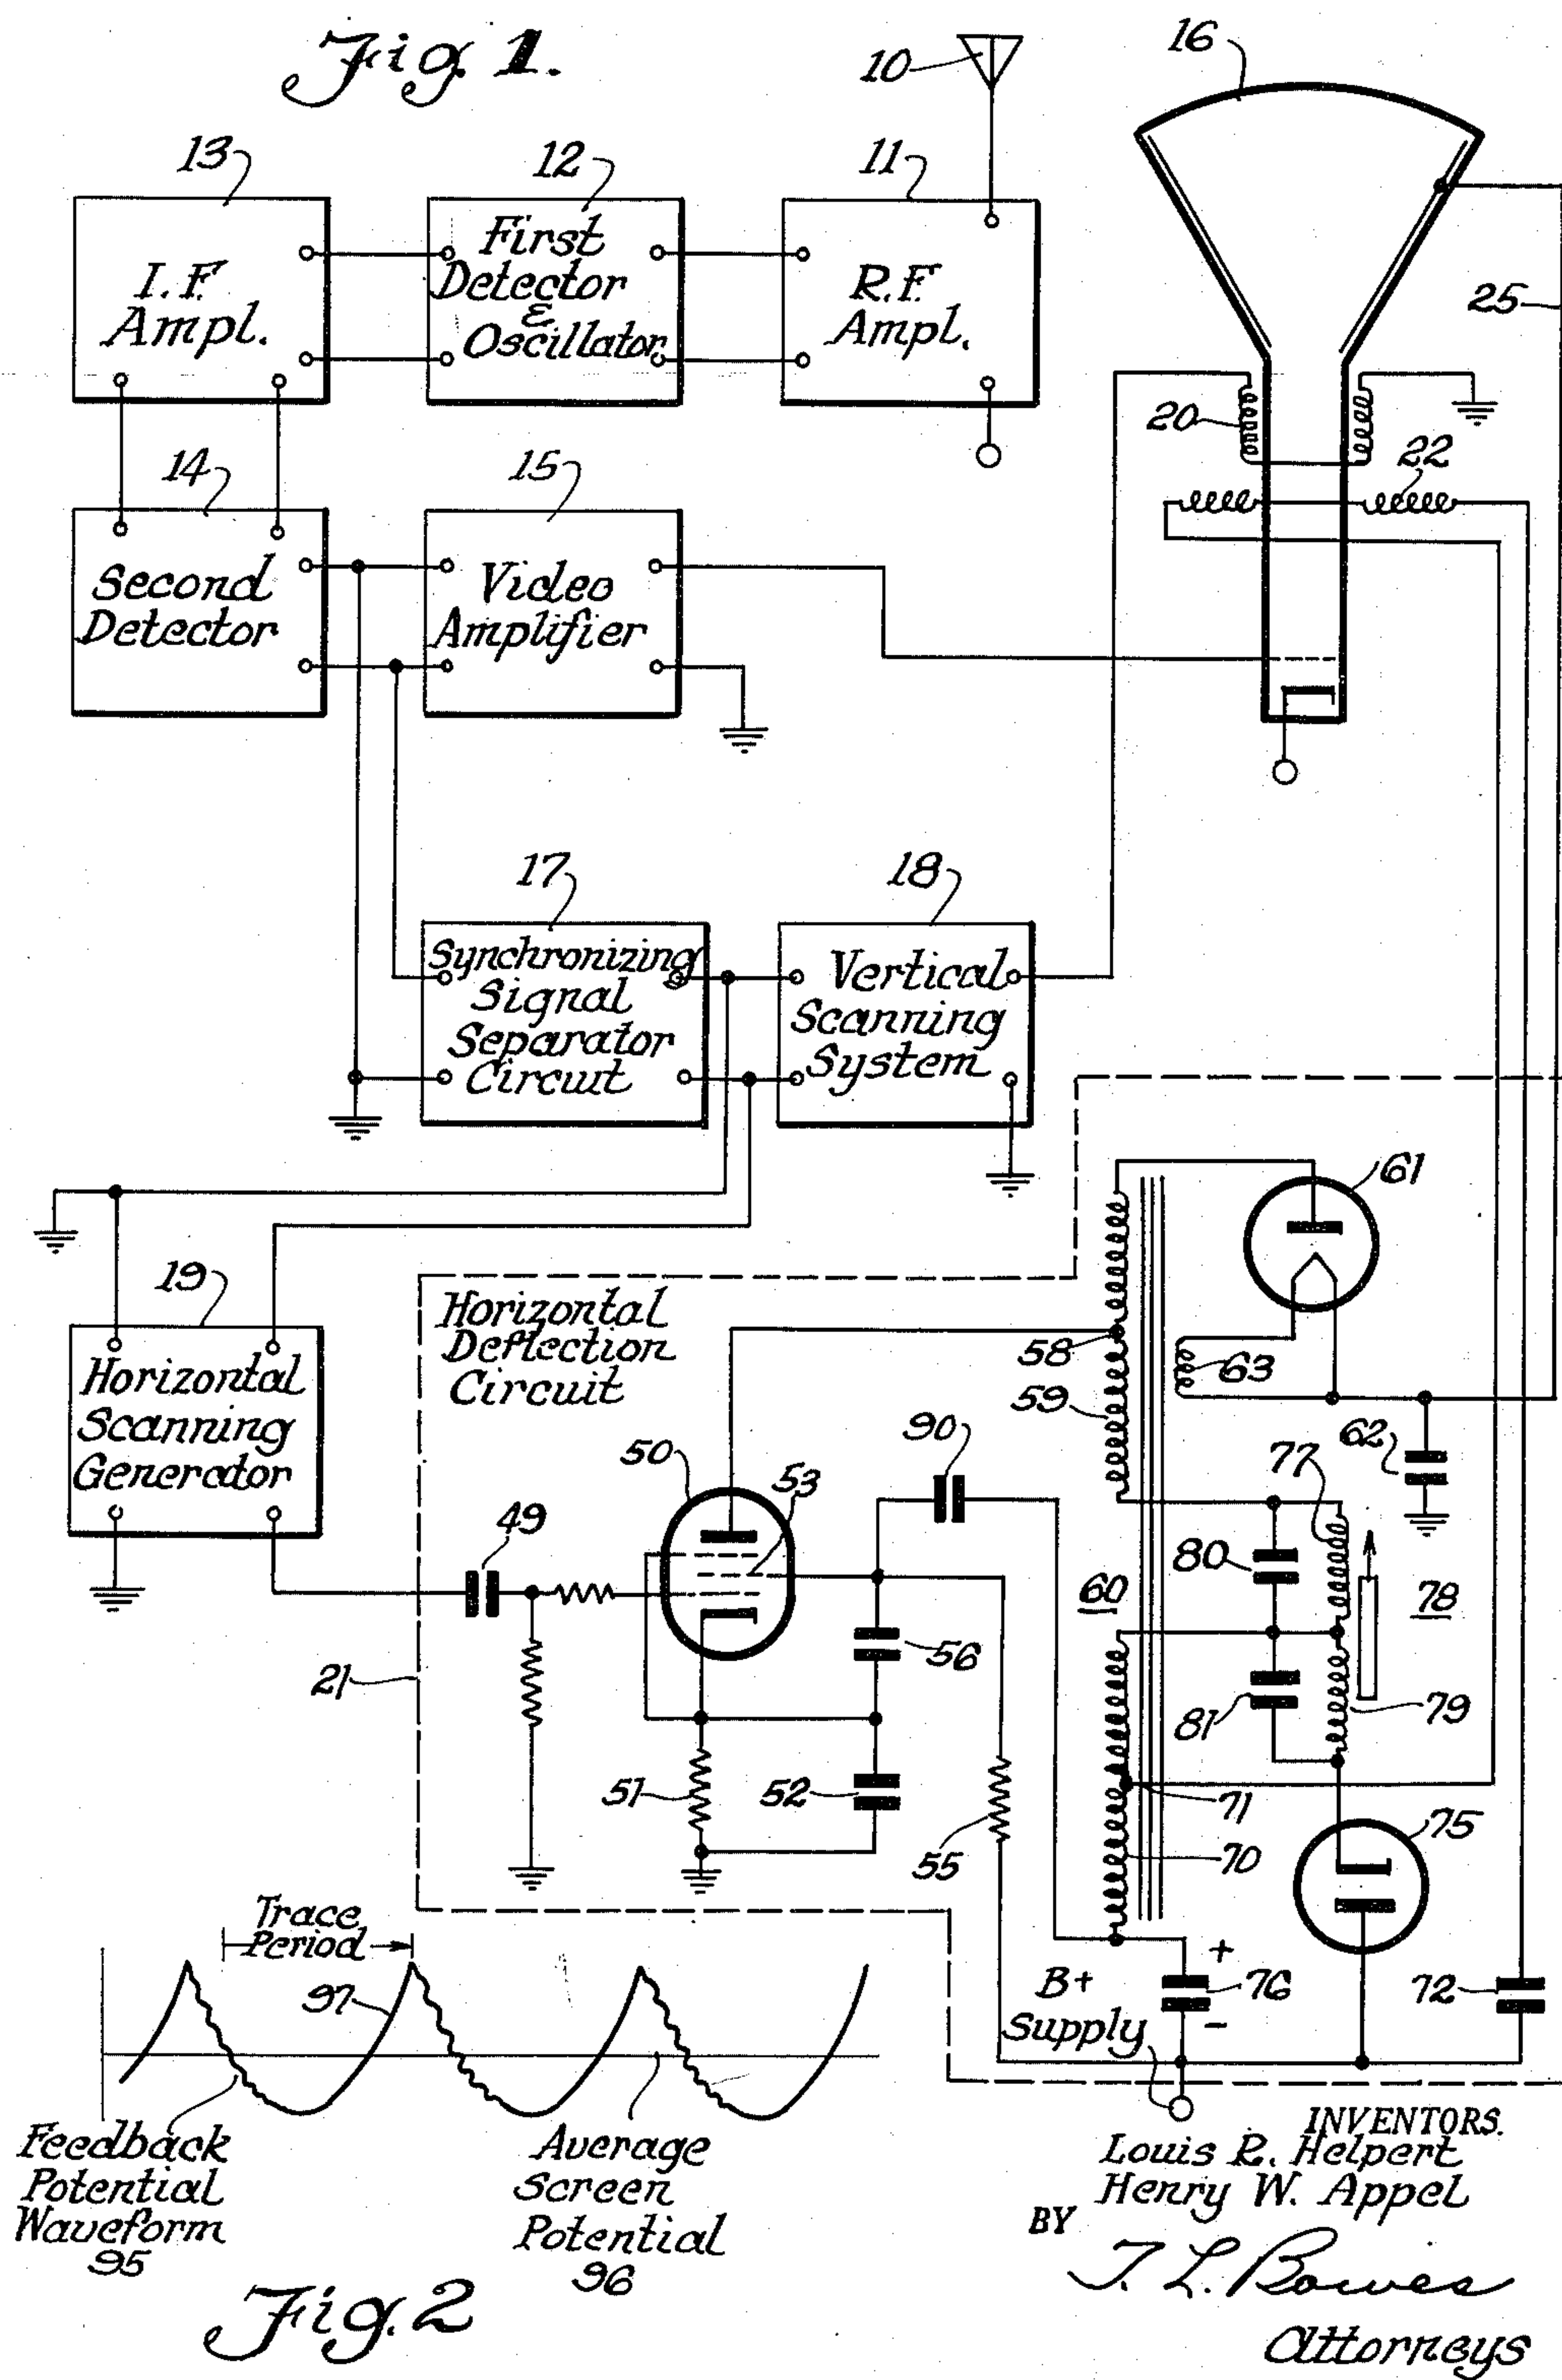 Fig. 1.
10
16
13
12
11
I.F.
Ampl.
First
Detector
&
Oscillator
R.F.
Ampl.
25
20
22
14
15
Second
Detector
Video
Amplifier
17
18
Synchronizing
Signal
Separator
Circuit
Vertical
Scanning
System
61
19
Horizontal
Deflection
Circuit
58
63
59
Horizontal
Scanning
Generator
90
62
77
50
53
49
80
60
78
56
21
81
79
51
52
71
55
70
75
Trace
Period
97
B+
Supply
+
76
-
72
Feedback
Potential
Waveform
95
Average
Screen
Potential
96
Fig. 2
INVENTORS.
Louis R. Helpert
Henry W. Appel
BY
T. L. Bowes
Attorneys